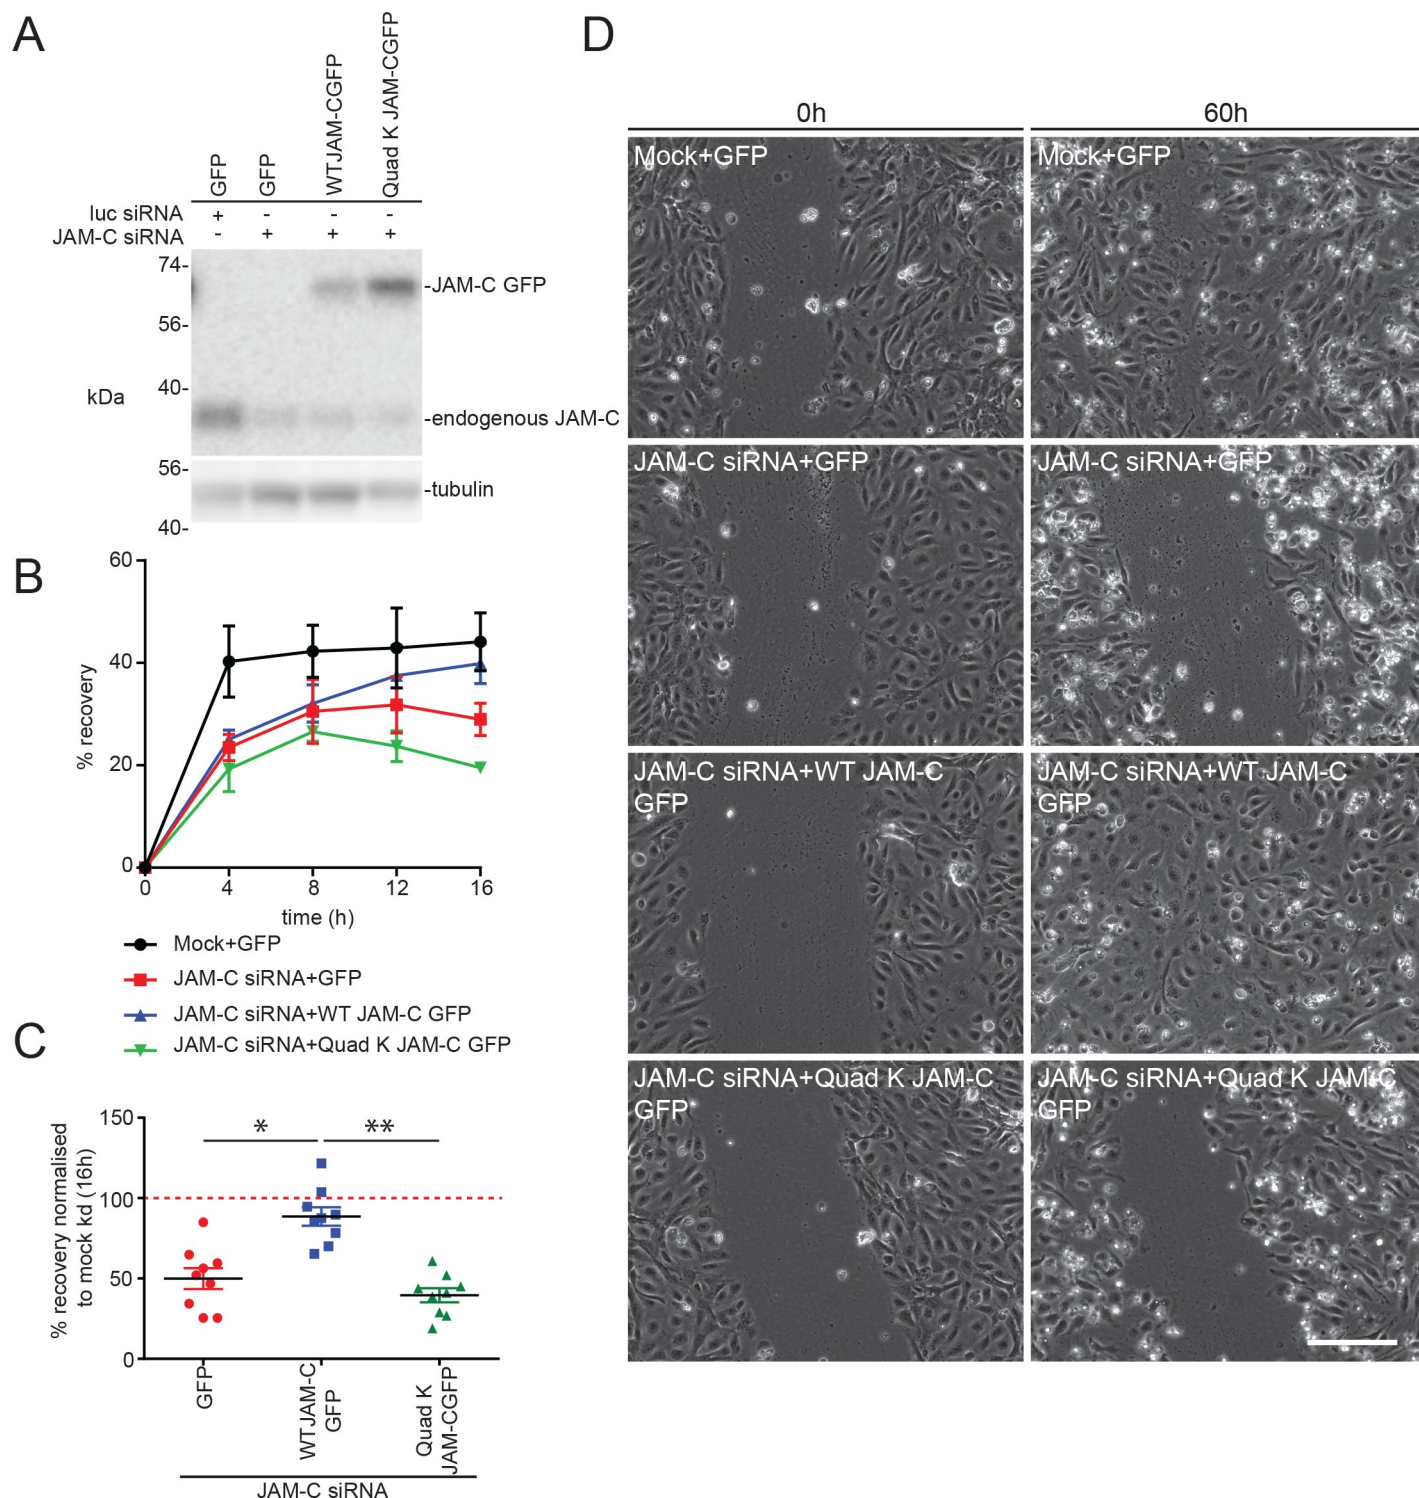 A
GFP
GFP
WTJAM-CGFP
Quad K JAM-CGFP
luc siRNA + - - -
JAM-C siRNA - + + +
74-
-JAM-C GFP
56-
40-
kDa
-endogenous JAM-C
56-
-tubulin
40-
B
60
40
20
0
% recovery
0 4 8 12 16
time (h)
Mock+GFP
JAM-C siRNA+GFP
JAM-C siRNA+WT JAM-C GFP
JAM-C siRNA+Quad K JAM-C GFP
C
150
100
50
0
% recovery normalised
to mock kd (16h)
* **
GFP
WTJAM-C
GFP
Quad K
JAM-CGFP
JAM-C siRNA
D
0h 60h
Mock+GFP
Mock+GFP
JAM-C siRNA+GFP
JAM-C siRNA+GFP
JAM-C siRNA+WT JAM-C
GFP
JAM-C siRNA+WT JAM-C
GFP
JAM-C siRNA+Quad K JAM-C
GFP
JAM-C siRNA+Quad K JAM-C
GFP